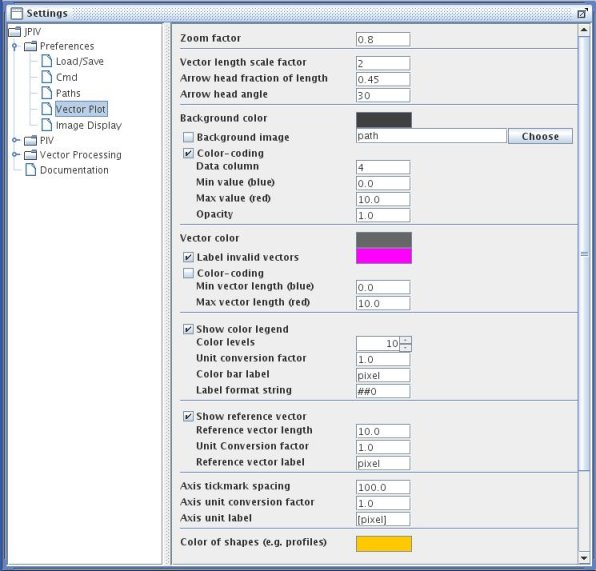 Settings
JPIV
Preferences
Load/Save
Cmd
Paths
Vector Plot
Image Display
PIV
Vector Processing
Documentation
Zoom factor 0.8
Vector length scale factor 2
Arrow head fraction of length 0.45
Arrow head angle 30
Background color
Background image path Choose
Color-coding
Data column 4
Min value (blue) 0.0
Max value (red) 10.0
Opacity 1.0
Vector color
Label invalid vectors
Color-coding
Min vector length (blue) 0.0
Max vector length (red) 10.0
Show color legend
Color levels 10
Unit conversion factor 1.0
Color bar label pixel
Label format string ##0
Show reference vector
Reference vector length 10.0
Unit Conversion factor 1.0
Reference vector label pixel
Axis tickmark spacing 100.0
Axis unit conversion factor 1.0
Axis unit label [pixel]
Color of shapes (e.g. profiles)